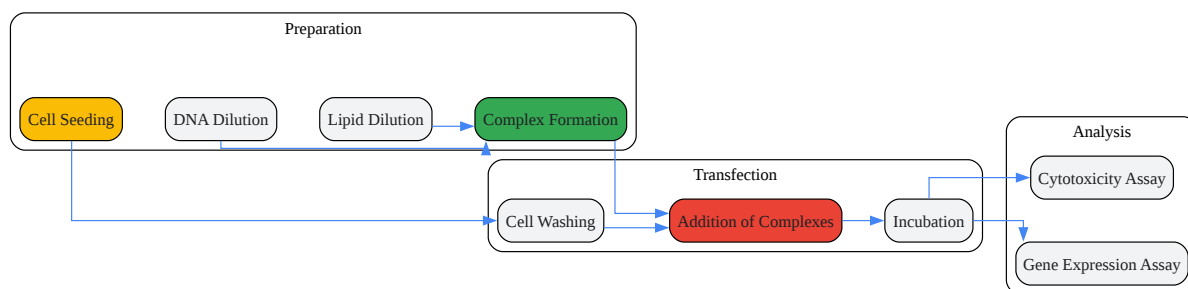 Preparation
Cell Seeding
DNA Dilution
Lipid Dilution
Complex Formation
Transfection
Cell Washing
Addition of Complexes
Incubation
Analysis
Cytotoxicity Assay
Gene Expression Assay